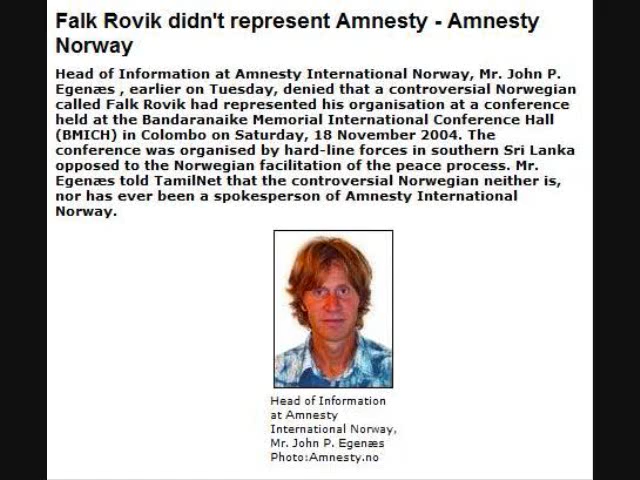 Falk Rovik didn't represent Amnesty - Amnesty
Norway
Head of Information at Amnesty International Norway, Mr. John P.
Egenæs , earlier on Tuesday, denied that a controversial Norwegian
called Falk Rovik had represented his organisation at a conference
held at the Bandaranaike Memorial International Conference Hall
(BMICH) in Colombo on Saturday, 18 November 2004. The
conference was organised by hard-line forces in southern Sri Lanka
opposed to the Norwegian facilitation of the peace process. Mr.
Egenæs told TamilNet that the controversial Norwegian neither is,
nor has ever been a spokesperson of Amnesty International
Norway.
Head of Information
at Amnesty
International Norway,
Mr. John P. Egenæs
Photo:Amnesty.no